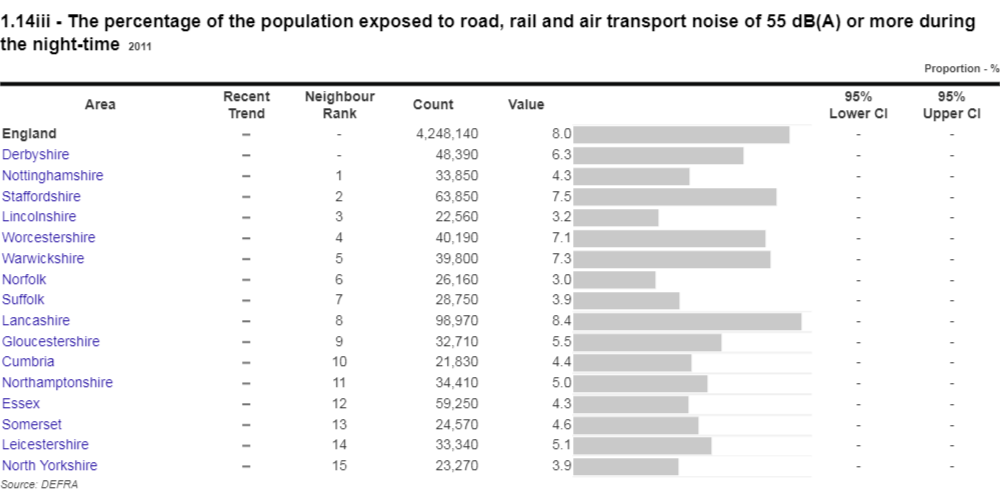 1.14iii - The percentage of the population exposed to road, rail and air transport noise of 55 dB(A) or more during
the night-time 2011
Proportion - %
Area Recent Trend Neighbour Rank Count Value 95% Lower CI 95% Upper CI
England – - 4,248,140 8.0 - -
Derbyshire – - 48,390 6.3 - -
Nottinghamshire – 1 33,850 4.3 - -
Staffordshire – 2 63,850 7.5 - -
Lincolnshire – 3 22,560 3.2 - -
Worcestershire – 4 40,190 7.1 - -
Warwickshire – 5 39,800 7.3 - -
Norfolk – 6 26,160 3.0 - -
Suffolk – 7 28,750 3.9 - -
Lancashire – 8 98,970 8.4 - -
Gloucestershire – 9 32,710 5.5 - -
Cumbria – 10 21,830 4.4 - -
Northamptonshire – 11 34,410 5.0 - -
Essex – 12 59,250 4.3 - -
Somerset – 13 24,570 4.6 - -
Leicestershire – 14 33,340 5.1 - -
North Yorkshire – 15 23,270 3.9 - -
Source: DEFRA